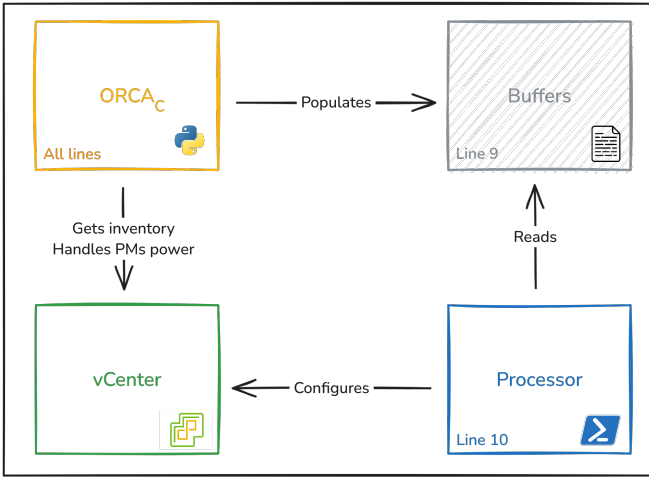 ORCAC
All lines
Populates
Buffers
Line 9
Gets inventory
Handles PMs power
Reads
vCenter
Configures
Processor
Line 10